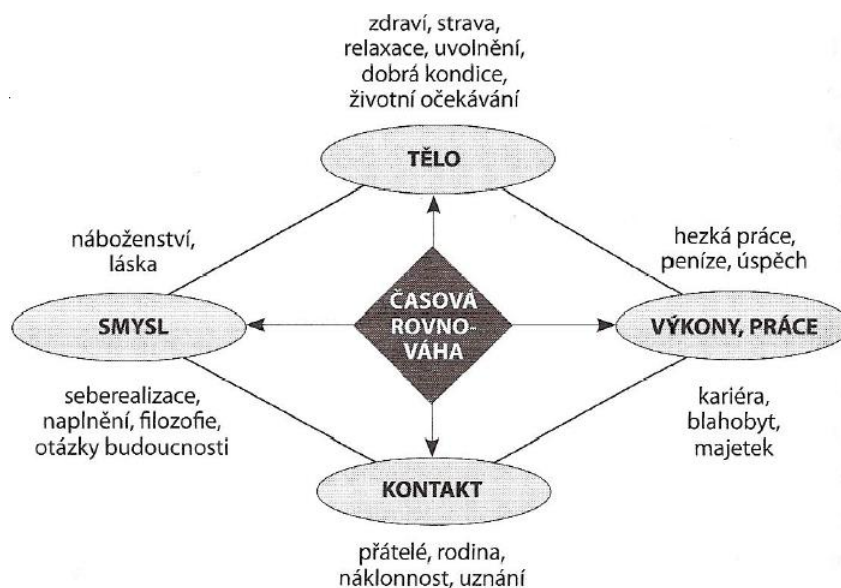 zdraví, strava,
relaxace, uvolnění,
dobrá kondice,
životní očekávání
TĚLO
náboženství,
láska
hezká práce,
peníze, úspěch
SMYSL
ČASOVÁ
ROVNO-
VÁHA
VÝKONY, PRÁCE
seberealizace,
naplnění, filozofie,
otázky budoucnosti
kariéra,
blahobyt,
majetek
KONTAKT
přátelé, rodina,
náklonnost, uznání